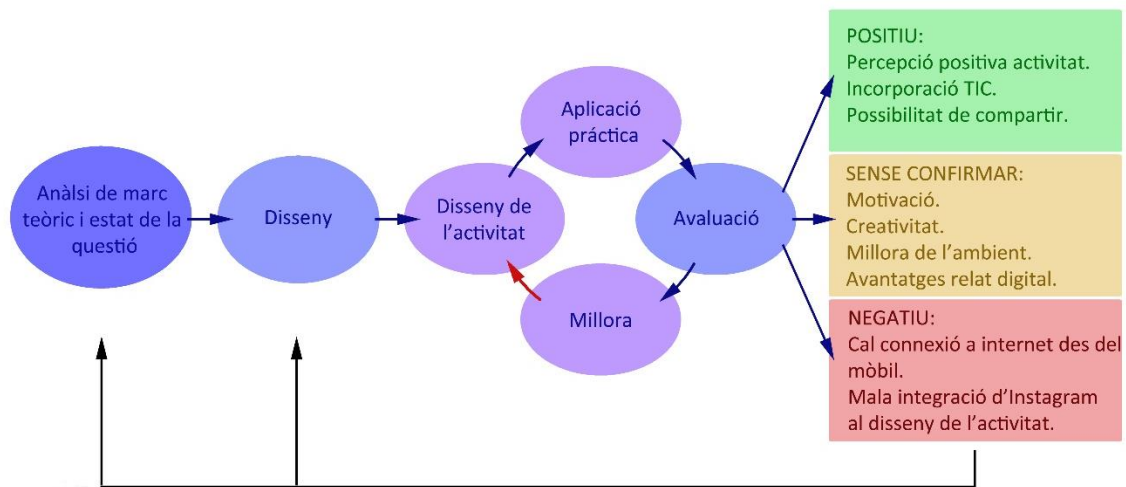 Anàlsi de marc
teòric i estat de la
questió
Disseny
Disseny de
l'activitat
Aplicació
práctica
Avaluació
Millora
POSITIU:
Percepció positiva activitat.
Incorporació TIC.
Possibilitat de compartir.
SENSE CONFIRMAR:
Motivació.
Creativitat.
Millora de l'ambient.
Avantatges relat digital.
NEGATIU:
Cal connexió a internet des del
mòbil.
Mala integració d'Instagram
al disseny de l'activitat.